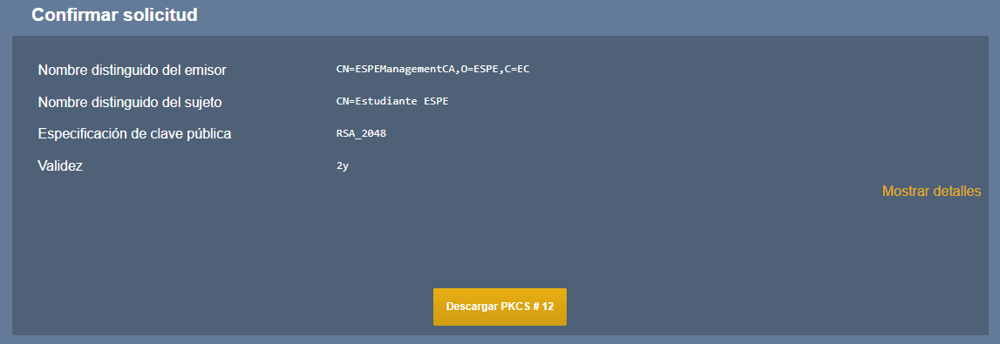 Confirmar solicitud
Nombre distinguido del emisor CN=ESPEManagementCA,O=ESPE,C=EC
Nombre distinguido del sujeto CN=Estudiante ESPE
Especificación de clave pública RSA_2048
Validez 2y
Mostrar detalles
Descargar PKCS # 12